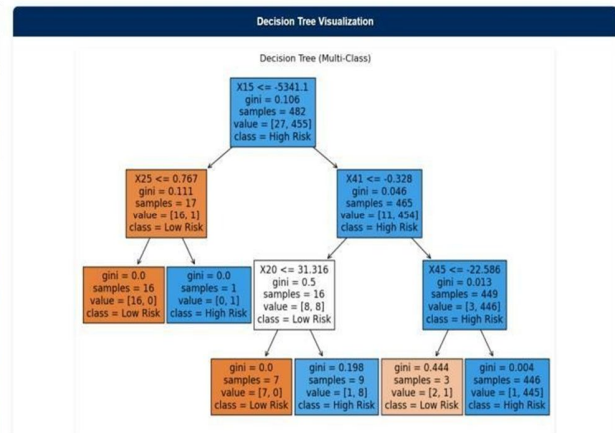 Decision Tree Visualization
Decision Tree (Multi-Class)
X15 <= -5341.1
gini = 0.106
samples = 482
value = [27, 455]
class = High Risk
X25 <= 0.767
gini = 0.111
samples = 17
value = [16, 1]
class = Low Risk
X41 <= -0.328
gini = 0.046
samples = 465
value = [11, 454]
class = High Risk
gini = 0.0
samples = 16
value = [16, 0]
class = Low Risk
gini = 0.0
samples = 1
value = [0, 1]
class = High Risk
X20 <= 31.316
gini = 0.5
samples = 16
value = [8, 8]
class = Low Risk
X45 <= -22.586
gini = 0.013
samples = 449
value = [3, 446]
class = High Risk
gini = 0.0
samples = 7
value = [7, 0]
class = Low Risk
gini = 0.198
samples = 9
value = [1, 8]
class = High Risk
gini = 0.444
samples = 3
value = [2, 1]
class = Low Risk
gini = 0.004
samples = 446
value = [1, 445]
class = High Risk